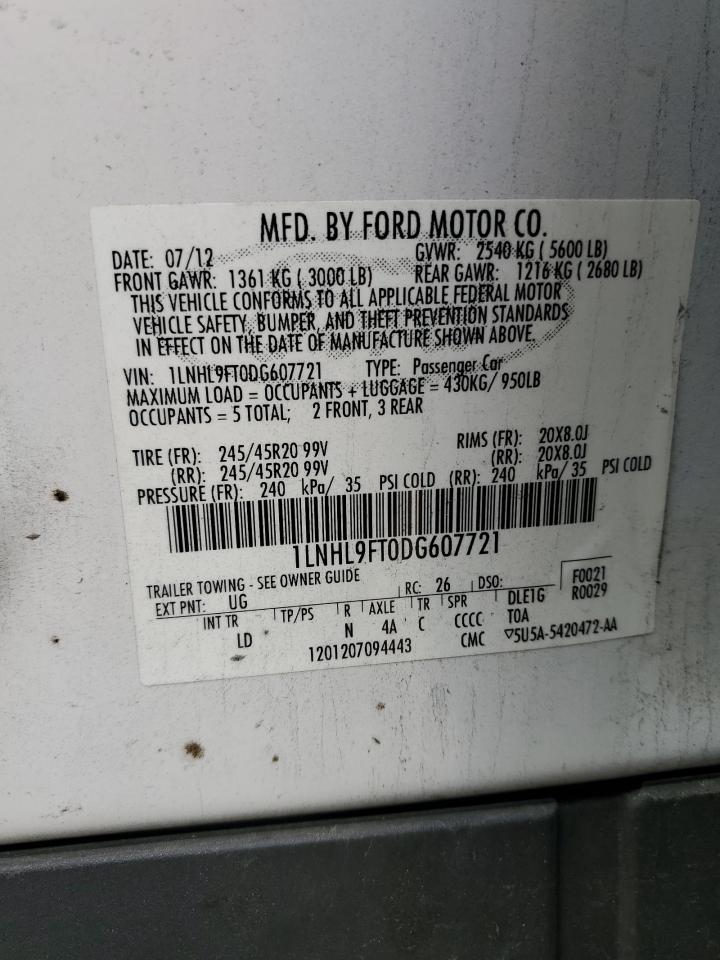 MFD. BY FORD MOTOR CO.
DATE: 07/12 GVWR: 2540 KG ( 5600 LB)
FRONT GAWR: 1361 KG ( 3000 LB) REAR GAWR: 1216 KG ( 2680 LB)
THIS VEHICLE CONFORMS TO ALL APPLICABLE FEDERAL MOTOR
VEHICLE SAFETY, BUMPER, AND THEFT PREVENTION STANDARDS
IN EFFECT ON THE DATE OF MANUFACTURE SHOWN ABOVE.
VIN: 1LNHL9FT0DG607721 TYPE: Passenger Car
MAXIMUM LOAD = OCCUPANTS + LUGGAGE = 430KG/ 950LB
OCCUPANTS = 5 TOTAL; 2 FRONT, 3 REAR
TIRE (FR): 245/45R20 99V RIMS (FR): 20X8.0J
(RR): 245/45R20 99V (RR): 20X8.0J
PRESSURE (FR): 240 kPa/ 35 PSI COLD (RR): 240 kPa/ 35 PSI COLD
1LNHL9FT0DG607721
TRAILER TOWING - SEE OWNER GUIDE
EXT PNT: UG RC: 26 DSO: F0021
INT TR TP/PS R AXLE TR SPR DLE1G R0029
LD N 4A C CCCC T0A
1201207094443 CMC ▽5U5A-5420472-AA